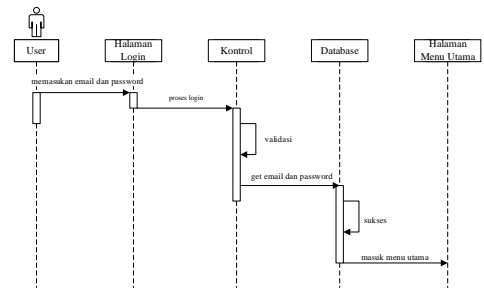 User
Halaman
Login
Kontrol
Database
Halaman
Menu Utama
memasukan email dan password
proses login
validasi
get email dan password
sukses
masuk menu utama